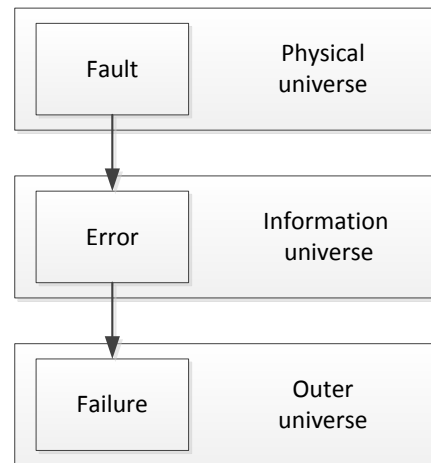 Fault
Physical
universe
Error
Information
universe
Failure
Outer
universe